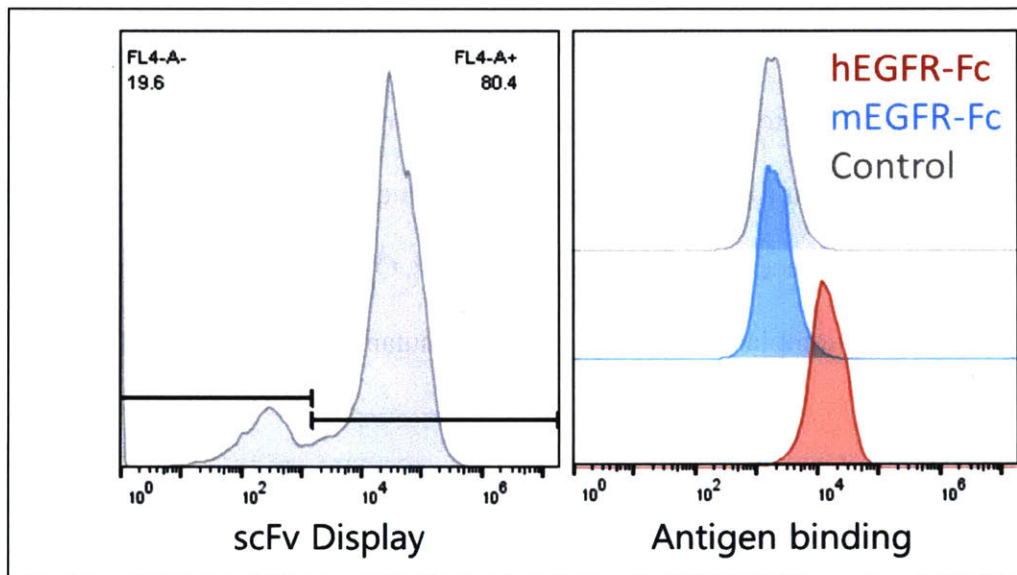 FL4-A-
19.6
FL4-A+
80.4
hEGFR-Fc
mEGFR-Fc
Control
10^0 10^2 10^4 10^6
10^0 10^2 10^4 10^6
scFv Display
Antigen binding